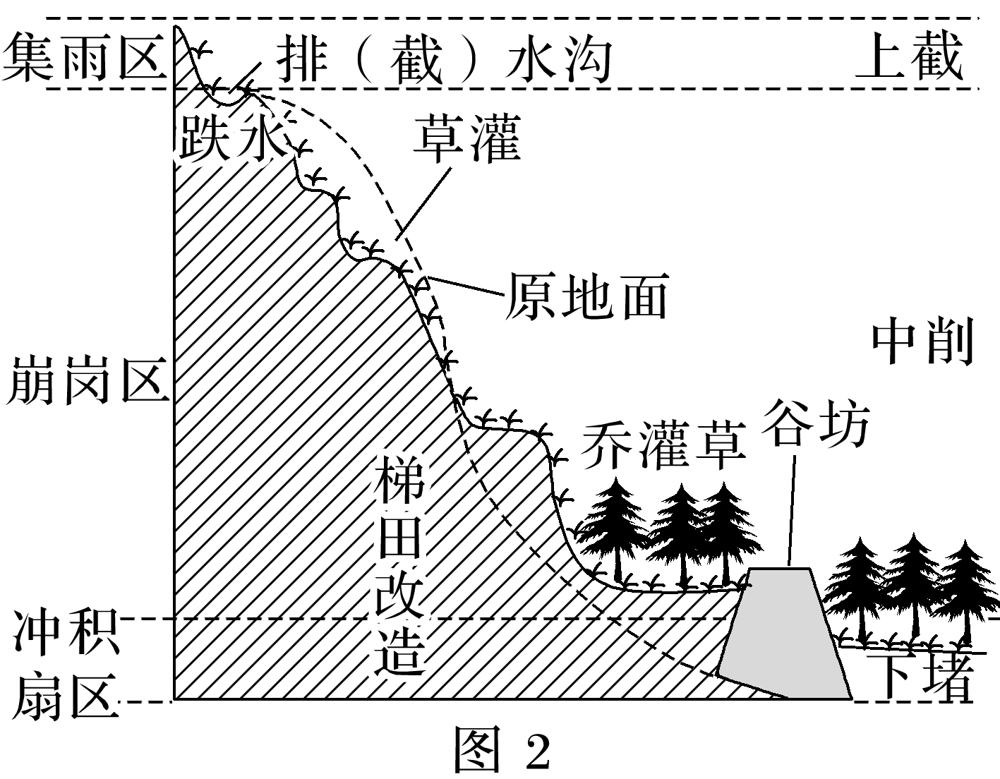 集雨区
排（截）水沟
上截
跌水
草灌
原地面
中削
崩岗区
谷坊
乔灌草
梯田改造
冲积
扇区
下堵
图 2